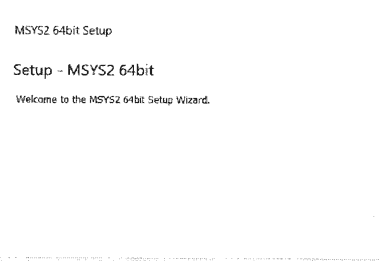 MSYS2 64bit Setup
Setup - MSYS2 64bit
Welcome to the MSYS2 64bit Setup Wizard.